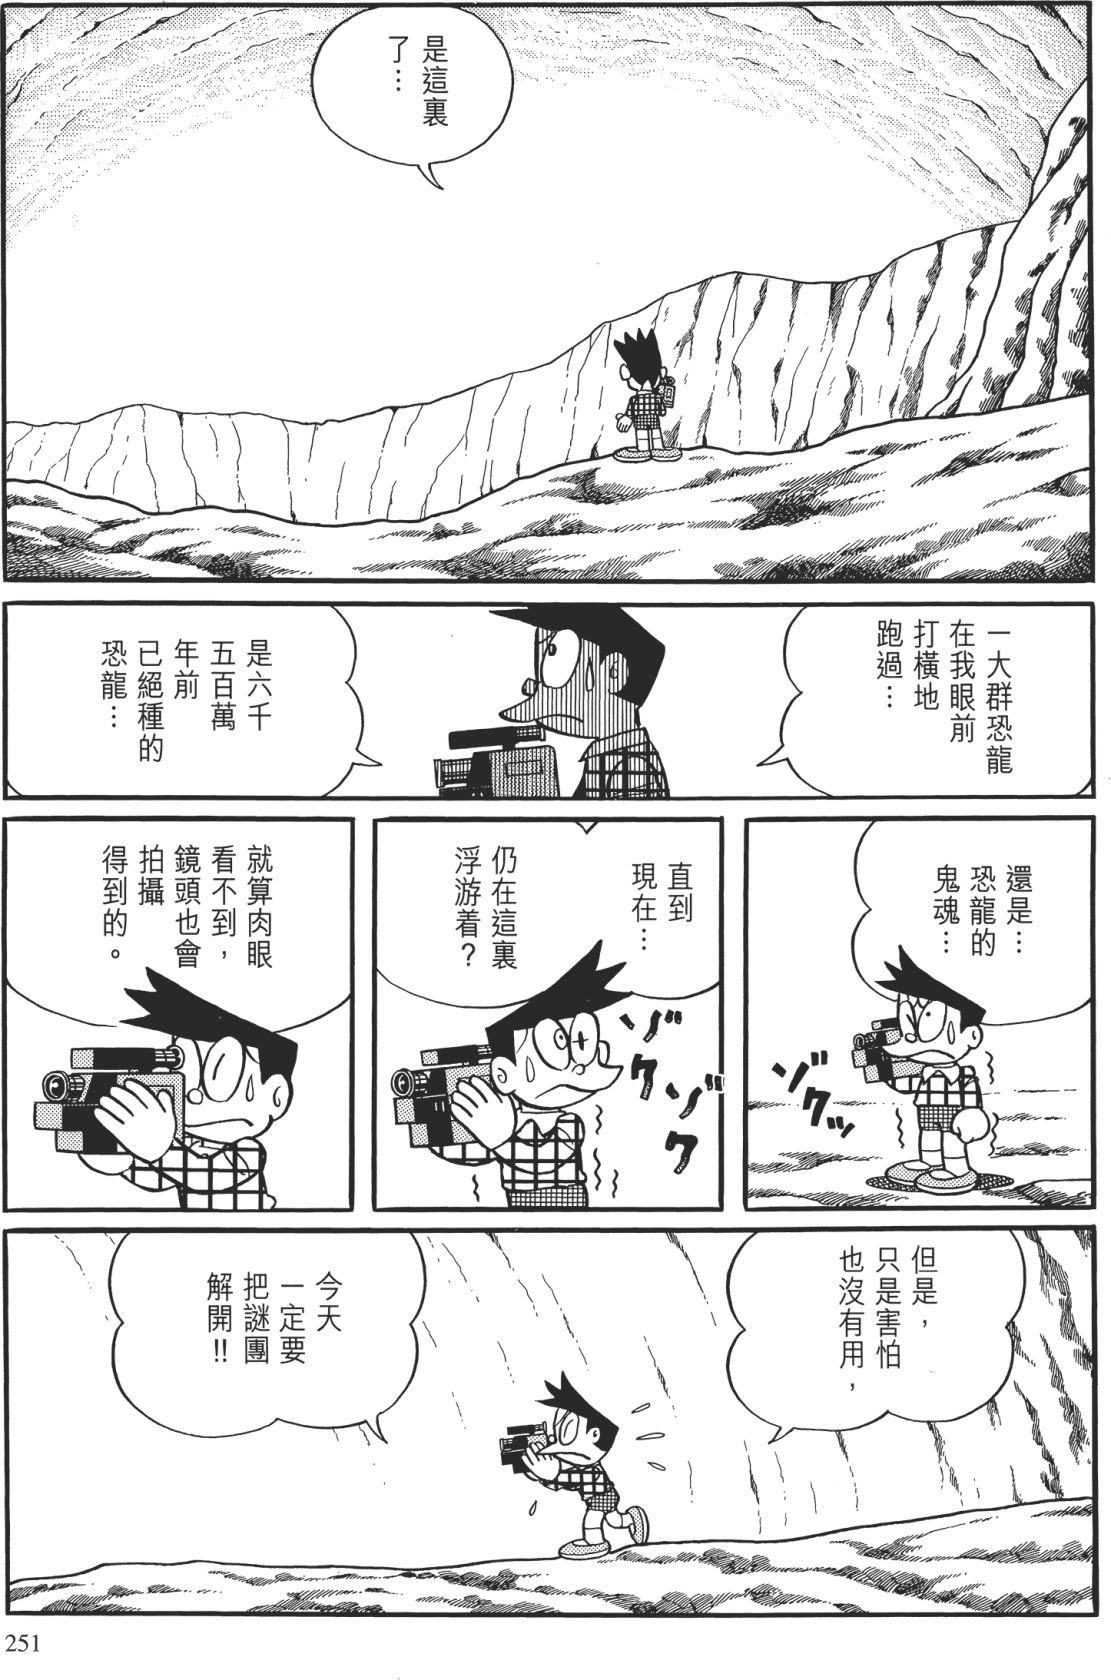 是這裏
了…
一大群恐龍
在我眼前
打橫地
跑過…
是六千
五百萬
年前
已絕種的
恐龍…
還是…
恐龍的
鬼魂…
ゾクッ
直到
現在…
仍在這裏
浮游着？
ゾクゾク
就算肉眼
看不到，
鏡頭也會
拍攝
得到的。
但是，
只是害怕
也沒有用，
今天
一定要
把謎團
解開!!
251